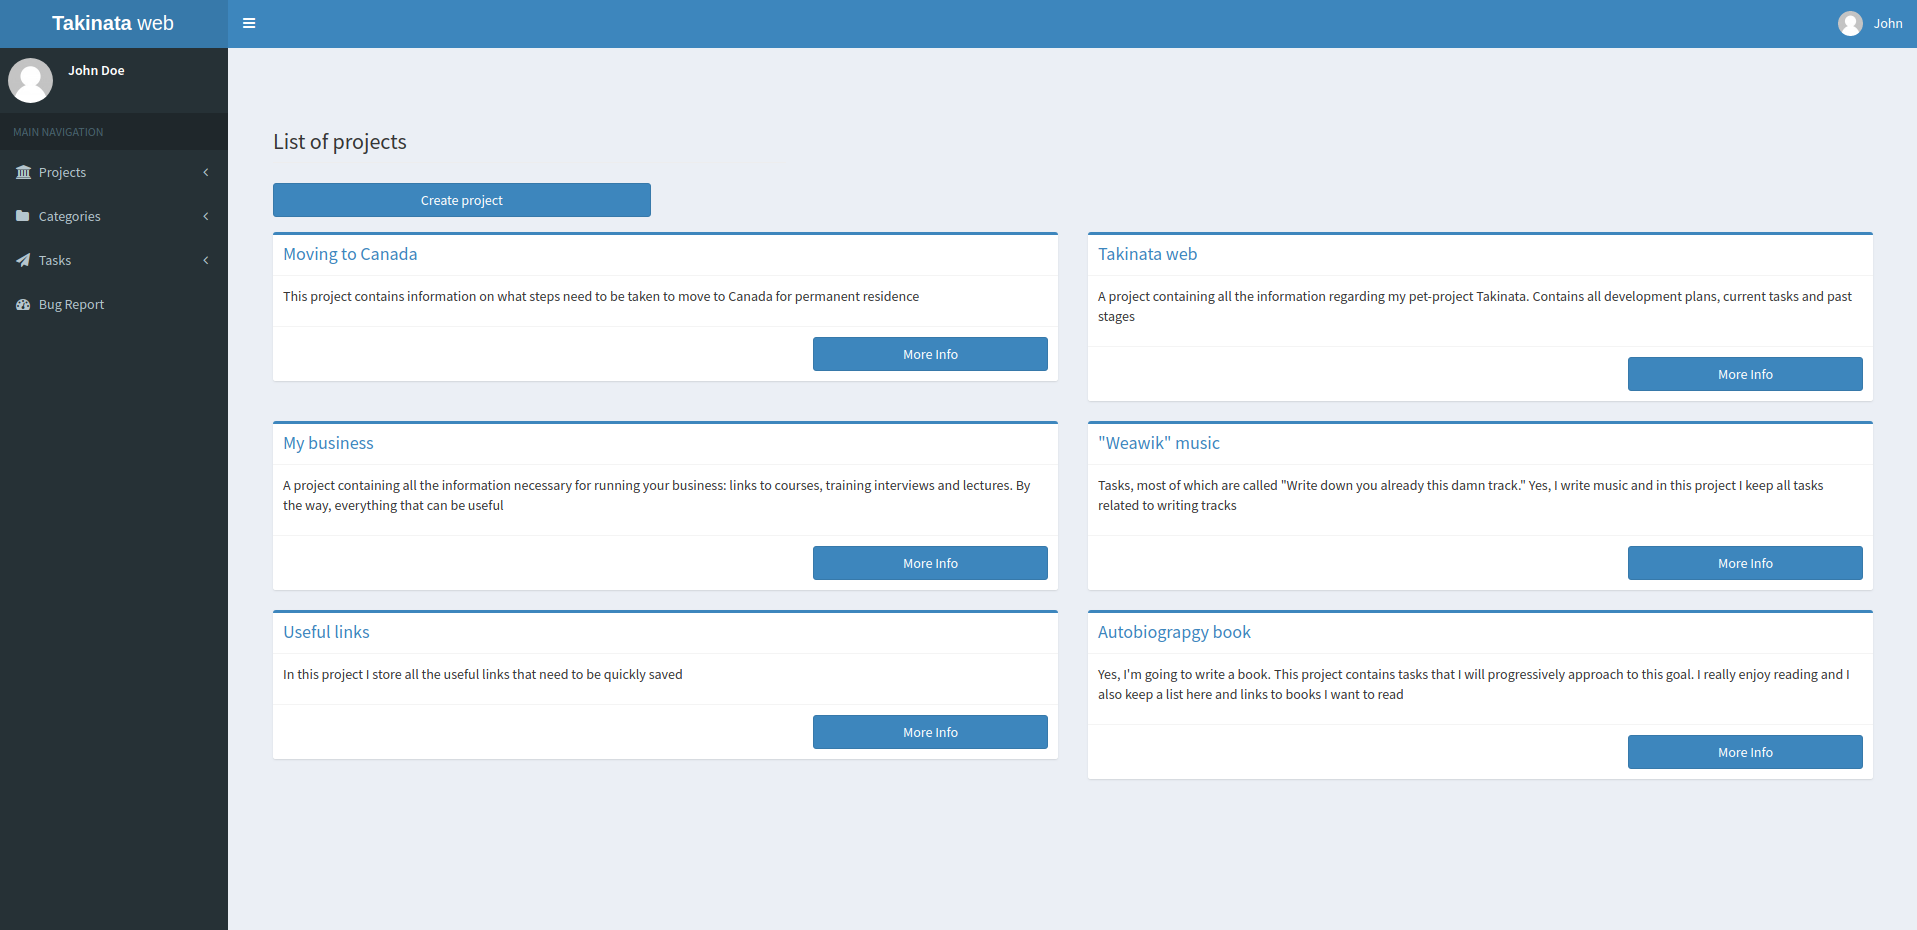 Takinata web
John
John Doe
MAIN NAVIGATION
Projects
Categories
Tasks
Bug Report
List of projects
Create project
Moving to Canada
This project contains information on what steps need to be taken to move to Canada for permanent residence
More Info
Takinata web
A project containing all the information regarding my pet-project Takinata. Contains all development plans, current tasks and past
stages
More Info
My business
A project containing all the information necessary for running your business: links to courses, training interviews and lectures. By
the way, everything that can be useful
More Info
"Weawik" music
Tasks, most of which are called "Write down you already this damn track." Yes, I write music and in this project I keep all tasks
related to writing tracks
More Info
Useful links
In this project I store all the useful links that need to be quickly saved
More Info
Autobiograpgy book
Yes, I'm going to write a book. This project contains tasks that I will progressively approach to this goal. I really enjoy reading and I
also keep a list here and links to books I want to read
More Info